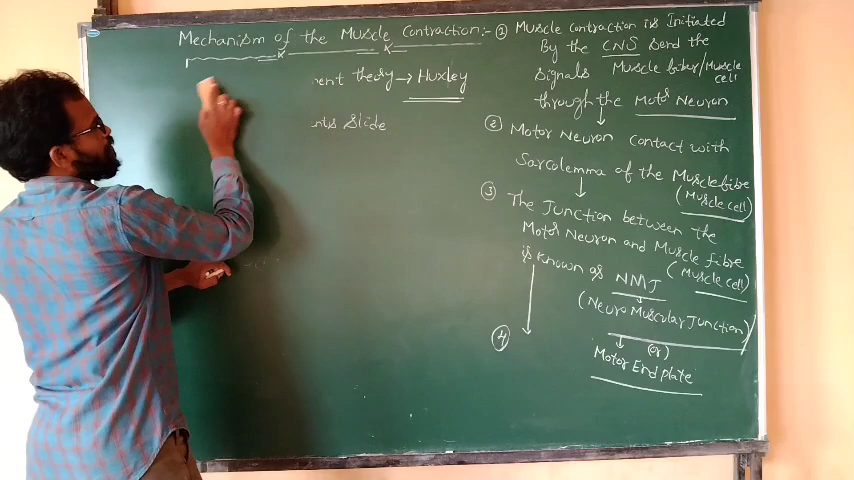 Mechanism of the Muscle Contraction:-
theory → Huxley
Slide
① Muscle contraction is Initiated
By the CNS send the
signals Muscle fiber/Muscle cell
through the Motor Neuron
② Motor Neuron contact with
Sarcolemma of the Muscle fibre
(Muscle cell)
③ The Junction between the
Motor Neuron and Muscle fibre
(Muscle cell)
is known as NMJ
(Neuro Muscular Junction)
(or)
Motor End plate
④